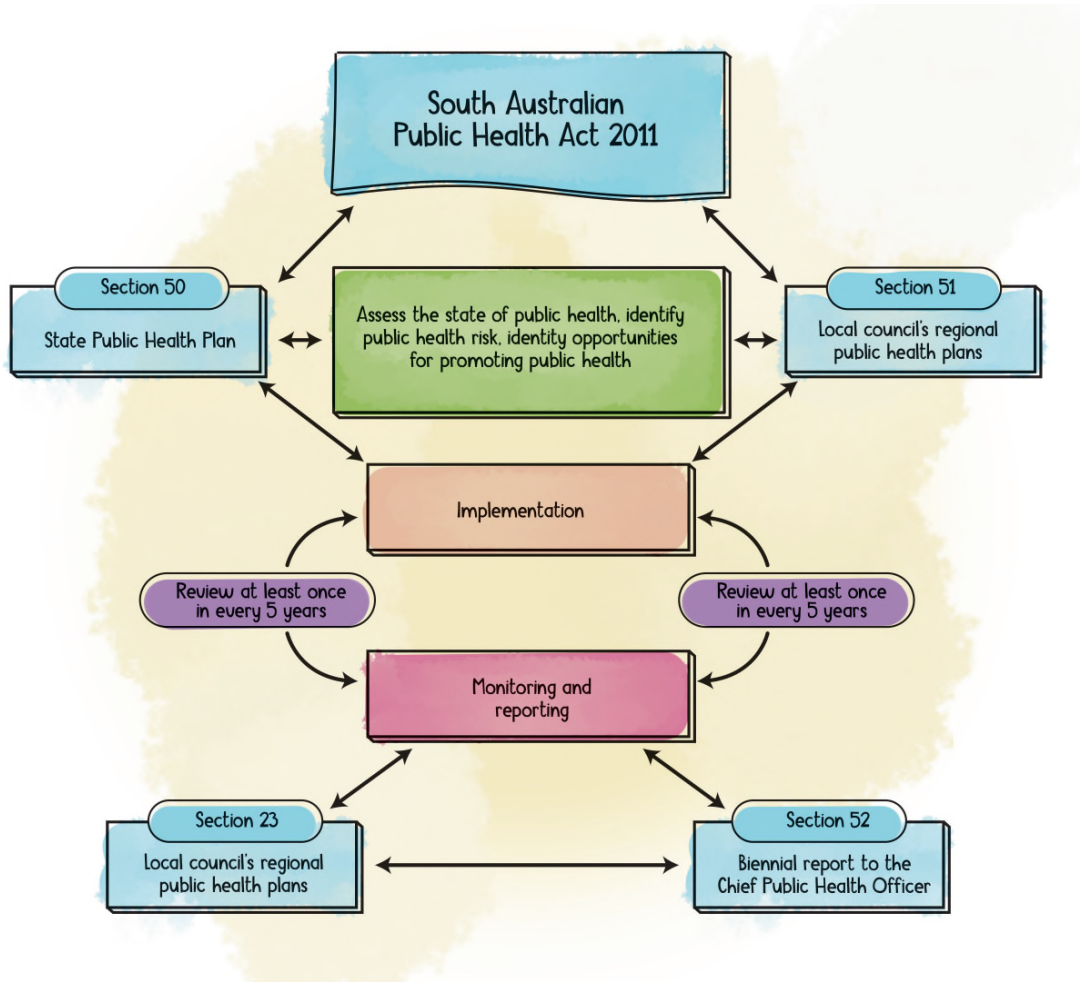 South Australian
Public Health Act 2011
Section 50
State Public Health Plan
Assess the state of public health, identify
public health risk, identity opportunities
for promoting public health
Section 51
Local council's regional
public health plans
Implementation
Review at least once
in every 5 years
Review at least once
in every 5 years
Monitoring and
reporting
Section 23
Local council's regional
public health plans
Section 52
Biennial report to the
Chief Public Health Officer